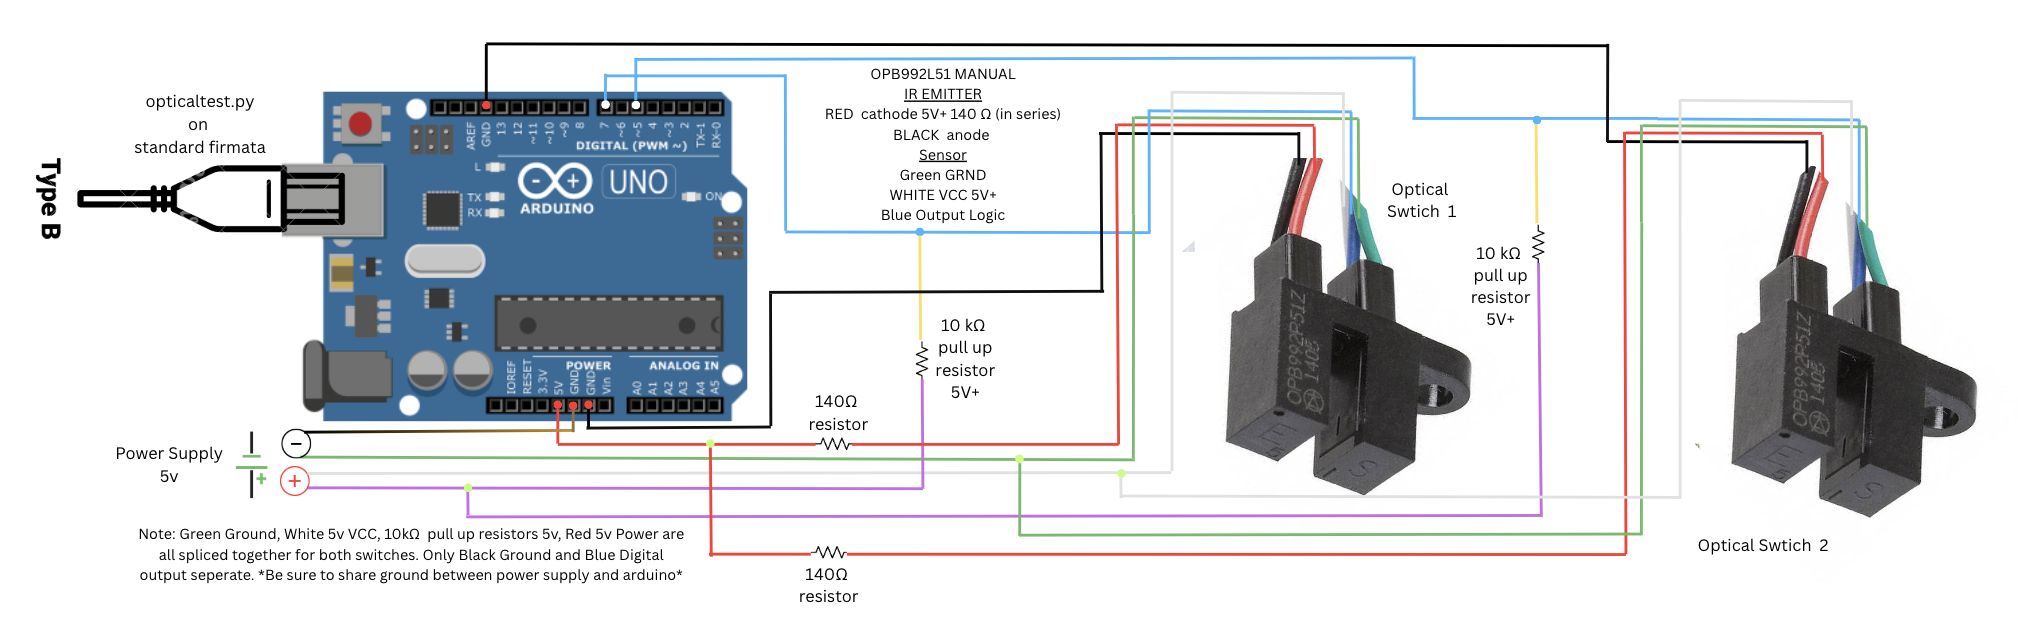 opticaltest.py
on
standard firmata
Type B
AREF
GND
13
12
~11
~10
~9
8
7
~6
~5
4
~3
2
TX-1
RX-0
DIGITAL (PWM ~)
L
TX
RX
UNO
ON
ARDUINO
IOREF
RESET
3.3V
5V
GND
GND
Vin
POWER
ANALOG IN
A0
A1
A2
A3
A4
A5
OPB992L51 MANUAL
IR EMITTER
RED cathode 5V+ 140 Ω (in series)
BLACK anode
Sensor
Green GRND
WHITE VCC 5V+
Blue Output Logic
10 kΩ
pull up
resistor
5V+
140Ω
resistor
Optical
Swtich 1
OPB992P51Z
1405
E
S
10 kΩ
pull up
resistor
5V+
OPB992P51Z
1405
E
S
Optical Swtich 2
Power Supply
5v
Note: Green Ground, White 5v VCC, 10kΩ pull up resistors 5v, Red 5v Power are
all spliced together for both switches. Only Black Ground and Blue Digital
output seperate. *Be sure to share ground between power supply and arduino*
140Ω
resistor